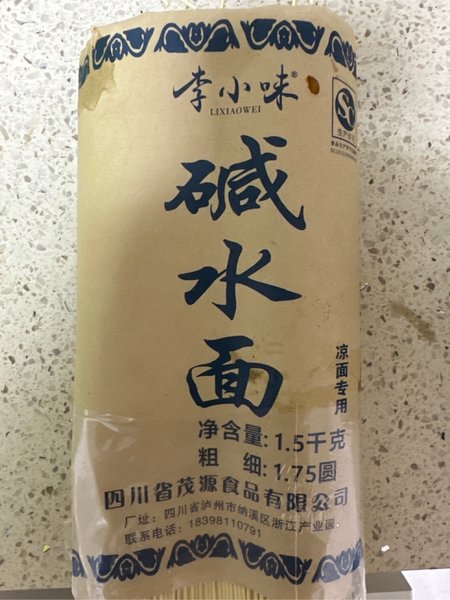 李小味®
LIXIAOWEI
碱水面
凉面专用
净含量: 1.5千克
粗 细: 1.75圆
四川省茂源食品有限公司
厂址: 四川省泸州市纳溪区浙江产业园
联系电话: 18398110791